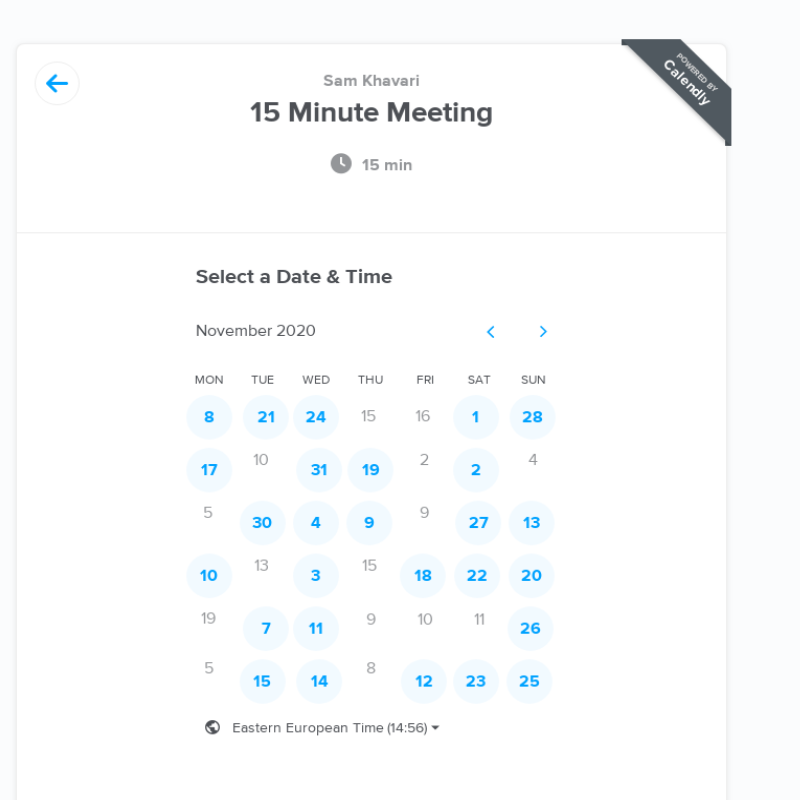 POWERED BY
Calendly
Sam Khavari
15 Minute Meeting
15 min
Select a Date & Time
November 2020
MON TUE WED THU FRI SAT SUN
8 21 24 15 16 1 28
17 10 31 19 2 2 4
5 30 4 9 9 27 13
10 13 3 15 18 22 20
19 7 11 9 10 11 26
5 15 14 8 12 23 25
Eastern European Time (14:56)